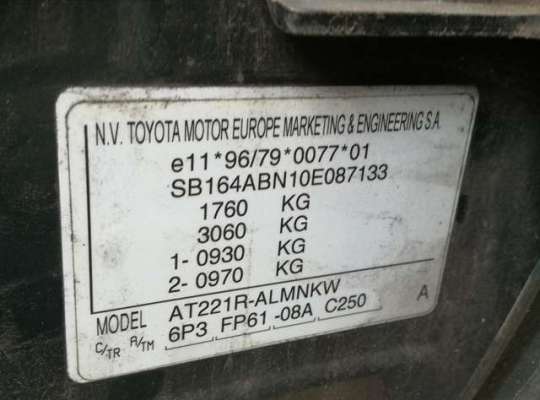 N.V. TOYOTA MOTOR EUROPE MARKETING & ENGINEERING S.A.
e11*96/79*0077*01
SB164ABN10E087133
1760 KG
3060 KG
1- 0930 KG
2- 0970 KG
MODEL AT221R-ALMNKW A
C/TR A/TM 6P3 FP61 -08A C250